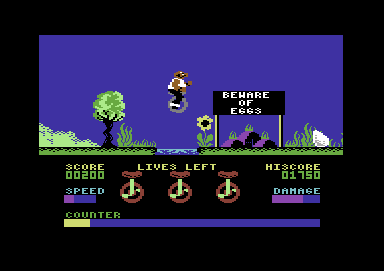 BEWARE
OF
EGGS
SCORE LIVES LEFT HISCORE
00200 01750
SPEED DAMAGE
COUNTER